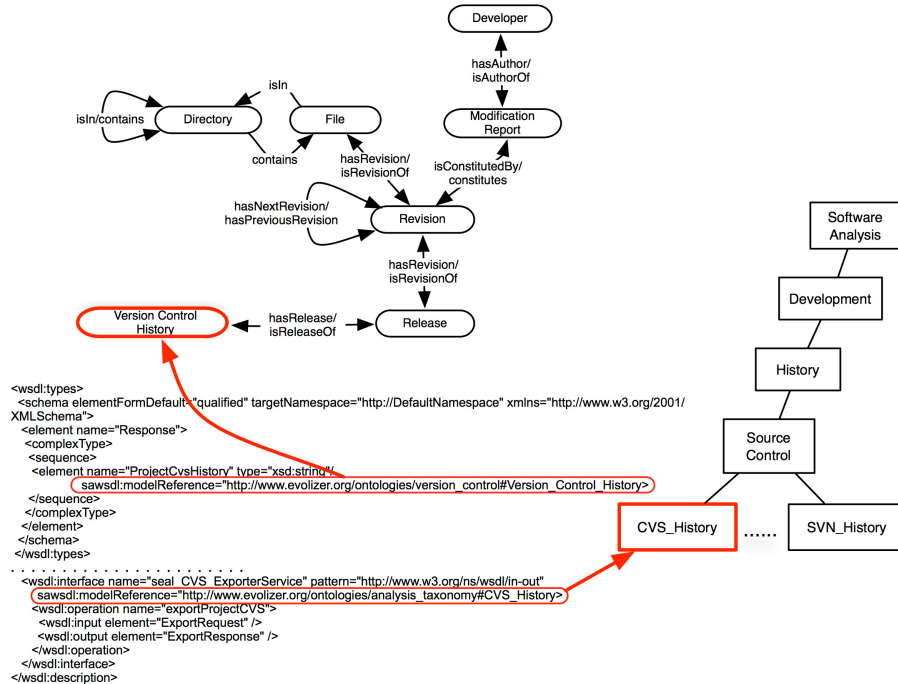 Developer
hasAuthor/
isAuthorOf
isIn
isIn/contains
Directory
File
Modification
Report
contains
hasRevision/
isRevisionOf
isConstitutedBy/
constitutes
hasNextRevision/
hasPreviousRevision
Revision
Software
Analysis
hasRevision/
isRevisionOf
Development
Version Control
History
hasRelease/
isReleaseOf
Release
History
Source
Control
CVS_History
......
SVN_History
<wsdl:types>
<schema elementFormDefault="qualified" targetNamespace="http://DefaultNamespace" xmlns="http://www.w3.org/2001/
XMLSchema">
<element name="Response">
<complexType>
<sequence>
<element name="ProjectCvsHistory" type="xsd:string"/
sawsdl:modelReference="http://www.evolizer.org/ontologies/version_control#Version_Control_History>
</sequence>
</complexType>
</element>
</schema>
</wsdl:types>
. . . . . . . . . . . . . . . . . . . . . . . .
<wsdl:interface name="seal_CVS_ExporterService" pattern="http://www.w3.org/ns/wsdl/in-out"
sawsdl:modelReference="http://www.evolizer.org/ontologies/analysis_taxonomy#CVS_History>
<wsdl:operation name="exportProjectCVS">
<wsdl:input element="ExportRequest" />
<wsdl:output element="ExportResponse" />
</wsdl:operation>
</wsdl:interface>
</wsdl:description>